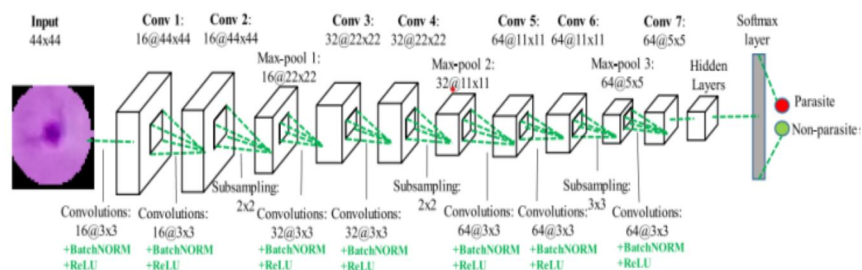 Input
44x44
Conv 1:
16@44x44
Conv 2:
16@44x44
Max-pool 1:
16@22x22
Conv 3:
32@22x22
Conv 4:
32@22x22
Max-pool 2:
32@11x11
Conv 5:
64@11x11
Conv 6:
64@11x11
Max-pool 3:
64@5x5
Conv 7:
64@5x5
Hidden
Layers
Softmax
layer
Parasite
Non-parasite
Subsampling:
2x2
Subsampling:
2x2
Subsampling:
3x3
Convolutions:
16@3x3
+BatchNORM
+ReLU
Convolutions:
16@3x3
+BatchNORM
+ReLU
Convolutions:
32@3x3
+BatchNORM
+ReLU
Convolutions:
32@3x3
+BatchNORM
+ReLU
Convolutions:
64@3x3
+BatchNORM
+ReLU
Convolutions:
64@3x3
+BatchNORM
+ReLU
Convolutions:
64@3x3
+BatchNORM
+ReLU